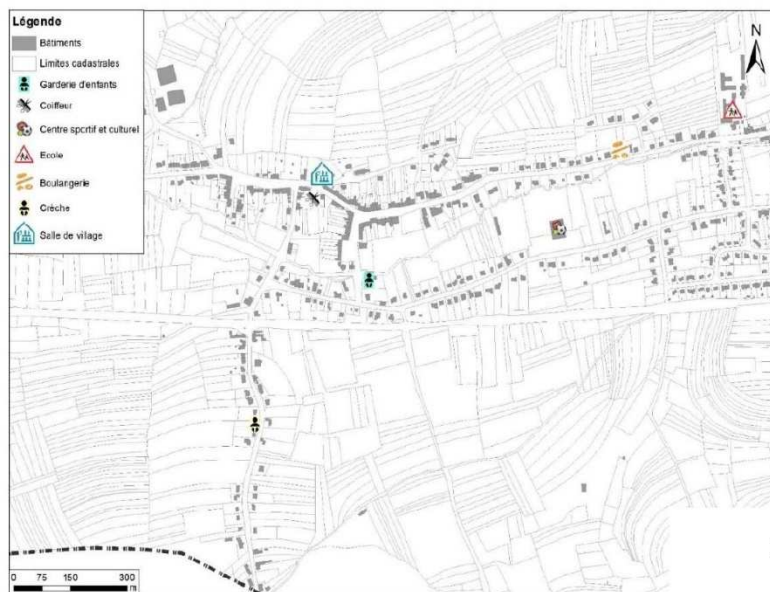 Légende
Bâtiments
Limites cadastrales
Garderie d'enfants
Coiffeur
Centre sportif et culturel
Ecole
Boulangerie
Crèche
Salle de village
N
0 75 150 300
m